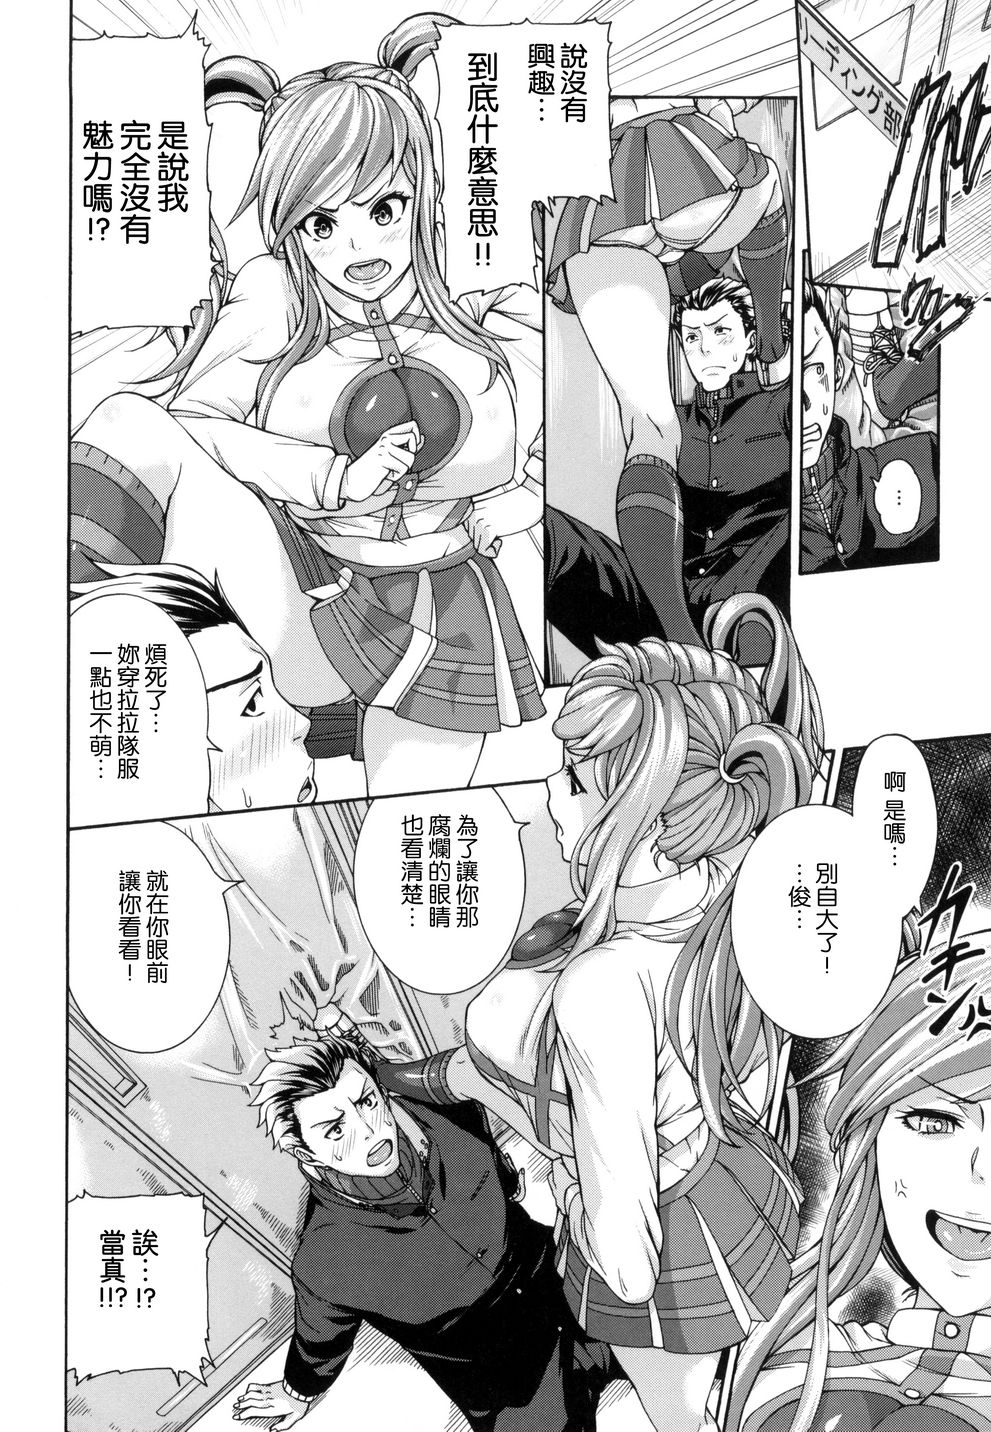 リーディング部
…
說沒有
興趣…
到底什麼意思!!
是說我
完全沒有
魅力嗎!?
煩死了…
妳穿拉拉隊服
一點也不萌…
啊 是嗎…
別自大了!
…俊…
カチン
為了讓你那
腐爛的眼睛
也看清楚…
就在你眼前
讓你看看!
誒…!?
當真!!?